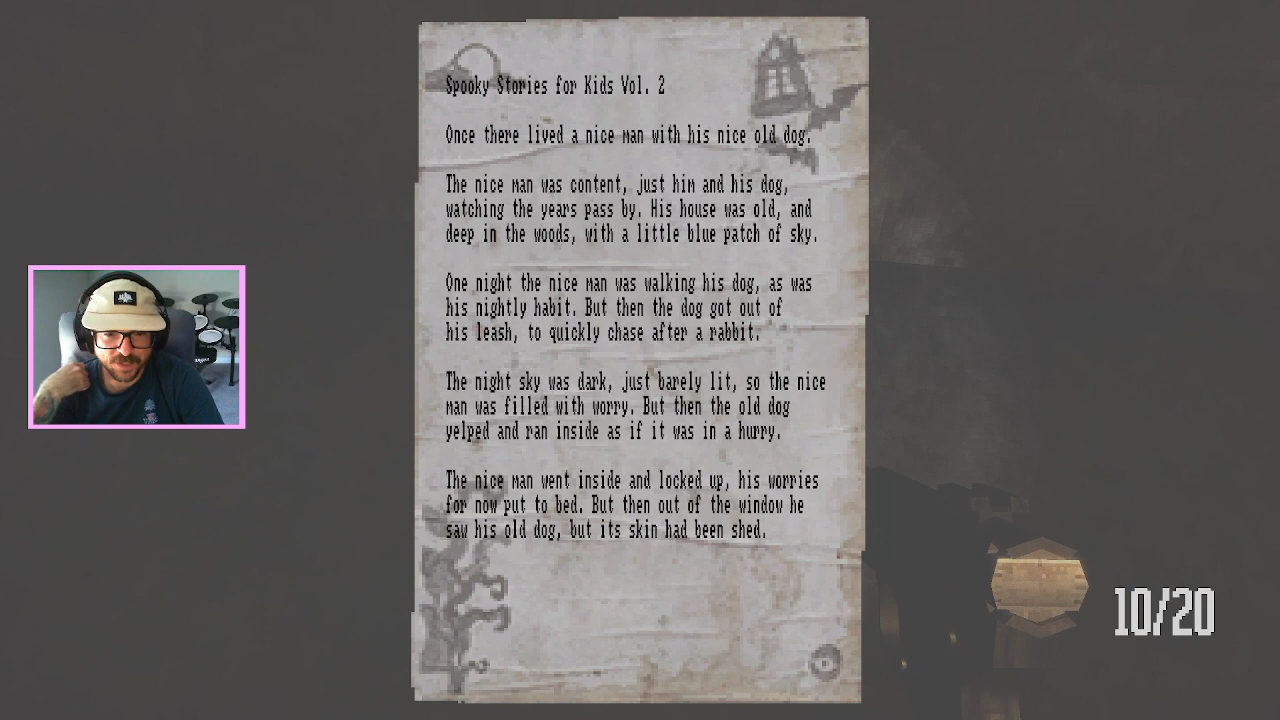 Spooky Stories for Kids Vol. 2
Once there lived a nice man with his nice old dog.
The nice man was content, just him and his dog,
watching the years pass by. His house was old, and
deep in the woods, with a little blue patch of sky.
One night the nice man was walking his dog, as was
his nightly habit. But then the dog got out of
his leash, to quickly chase after a rabbit.
The night sky was dark, just barely lit, so the nice
man was filled with worry. But then the old dog
yelped and ran inside as if it was in a hurry.
The nice man went inside and locked up, his worries
for now put to bed. But then out of the window he
saw his old dog, but its skin had been shed.
10/20